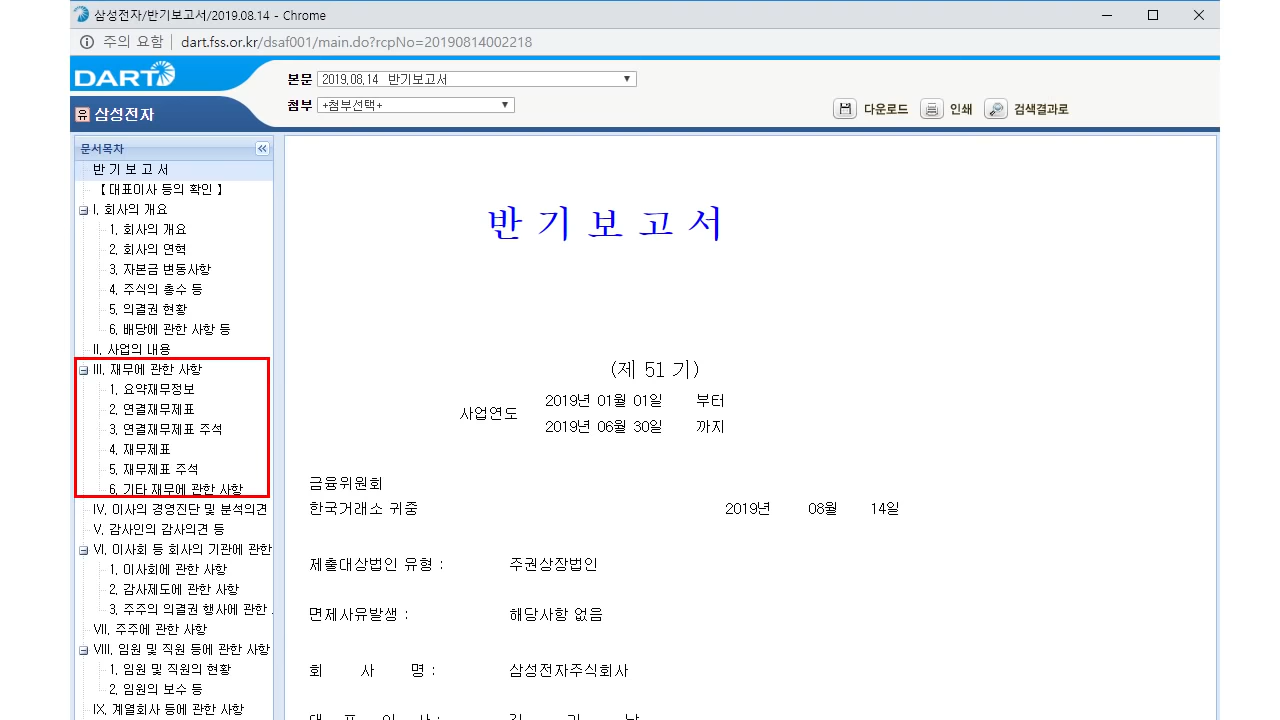 삼성전자/반기보고서/2019.08.14 - Chrome
주의 요함 | dart.fss.or.kr/dsaf001/main.do?rcpNo=20190814002218
DART
본문 2019.08.14 반기보고서
첨부 +첨부선택+
유 삼성전자
다운로드 인쇄 검색결과로
문서목차
반 기 보 고 서
【 대표이사 등의 확인 】
I. 회사의 개요
1. 회사의 개요
2. 회사의 연혁
3. 자본금 변동사항
4. 주식의 총수 등
5. 의결권 현황
6. 배당에 관한 사항 등
II. 사업의 내용
III. 재무에 관한 사항
1. 요약재무정보
2. 연결재무제표
3. 연결재무제표 주석
4. 재무제표
5. 재무제표 주석
6. 기타 재무에 관한 사항
IV. 이사의 경영진단 및 분석의견
V. 감사인의 감사의견 등
VI. 이사회 등 회사의 기관에 관한
1. 이사회에 관한 사항
2. 감사제도에 관한 사항
3. 주주의 의결권 행사에 관한
VII. 주주에 관한 사항
VIII. 임원 및 직원 등에 관한 사항
1. 임원 및 직원의 현황
2. 임원의 보수 등
IX. 계열회사 등에 관한 사항
반 기 보 고 서
(제 51 기)
사업연도
2019년 01월 01일 부터
2019년 06월 30일 까지
금융위원회
한국거래소 귀중 2019년 08월 14일
제출대상법인 유형 : 주권상장법인
면제사유발생 : 해당사항 없음
회 사 명 : 삼성전자주식회사